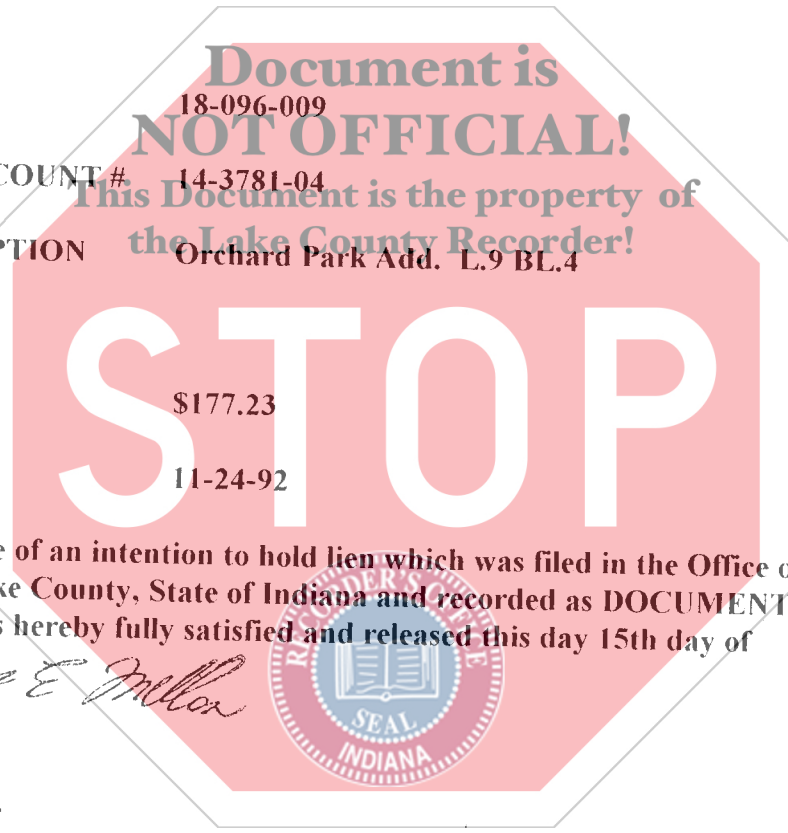 Document is
18-096-009
NOT OFFICIAL!
COUNT # 14-3781-04
This Document is the property of
the Lake County Recorder!
PTION Orchard Park Add. L.9 BL.4
STOP
$177.23
11-24-92
e of an intention to hold lien which was filed in the Office o
ke County, State of Indiana and recorded as DOCUMENT
s hereby fully satisfied and released this day 15th day of
E Mellon
RECORDER'S OFFICE
SEAL
INDIANA